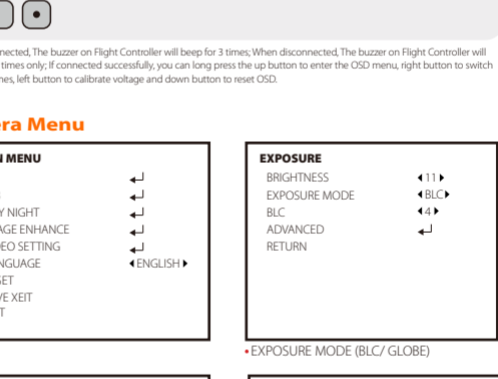 nected, The buzzer on Flight Controller will beep for 3 times; When disconnected, The buzzer on Flight Controller will
times only; If connected successfully, you can long press the up button to enter the OSD menu, right button to switch
nes, left button to calibrate voltage and down button to reset OSD.
ra Menu
N MENU
Y NIGHT
AGE ENHANCE
DEO SETTING
NGUAGE ◀ENGLISH▶
SET
VE XEIT
T
EXPOSURE
BRIGHTNESS ◀11▶
EXPOSURE MODE ◀BLC▶
BLC ◀4▶
ADVANCED ↵
RETURN
•EXPOSURE MODE (BLC/ GLOBE)